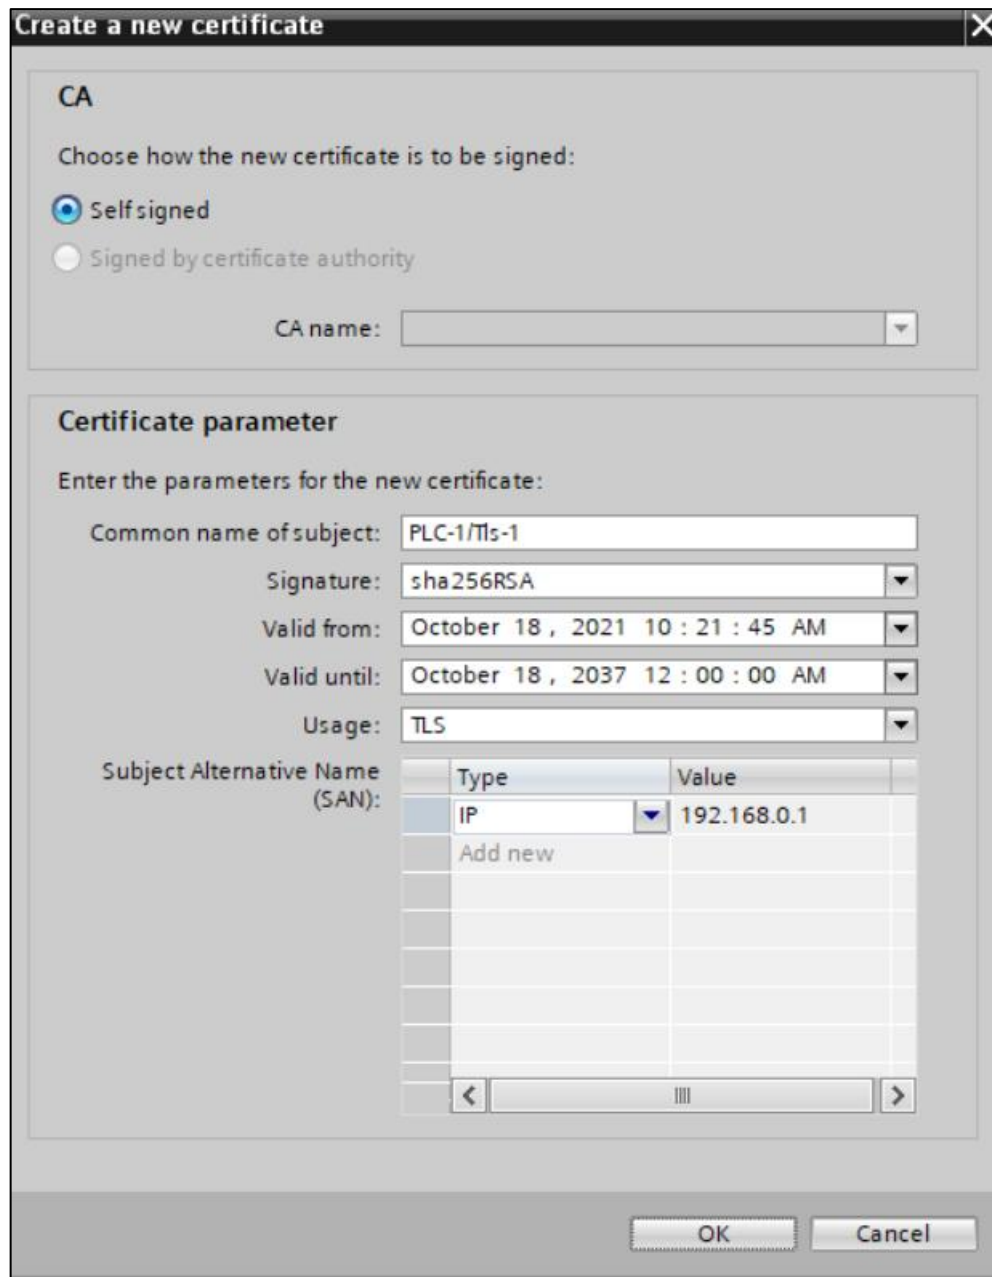 Create a new certificate
CA
Choose how the new certificate is to be signed:
Self signed
Signed by certificate authority
CA name:
Certificate parameter
Enter the parameters for the new certificate:
Common name of subject: PLC-1/Tls-1
Signature: sha256RSA
Valid from: October 18 , 2021 10 : 21 : 45 AM
Valid until: October 18 , 2037 12 : 00 : 00 AM
Usage: TLS
Subject Alternative Name
(SAN):
Type Value
IP 192.168.0.1
Add new
OK Cancel